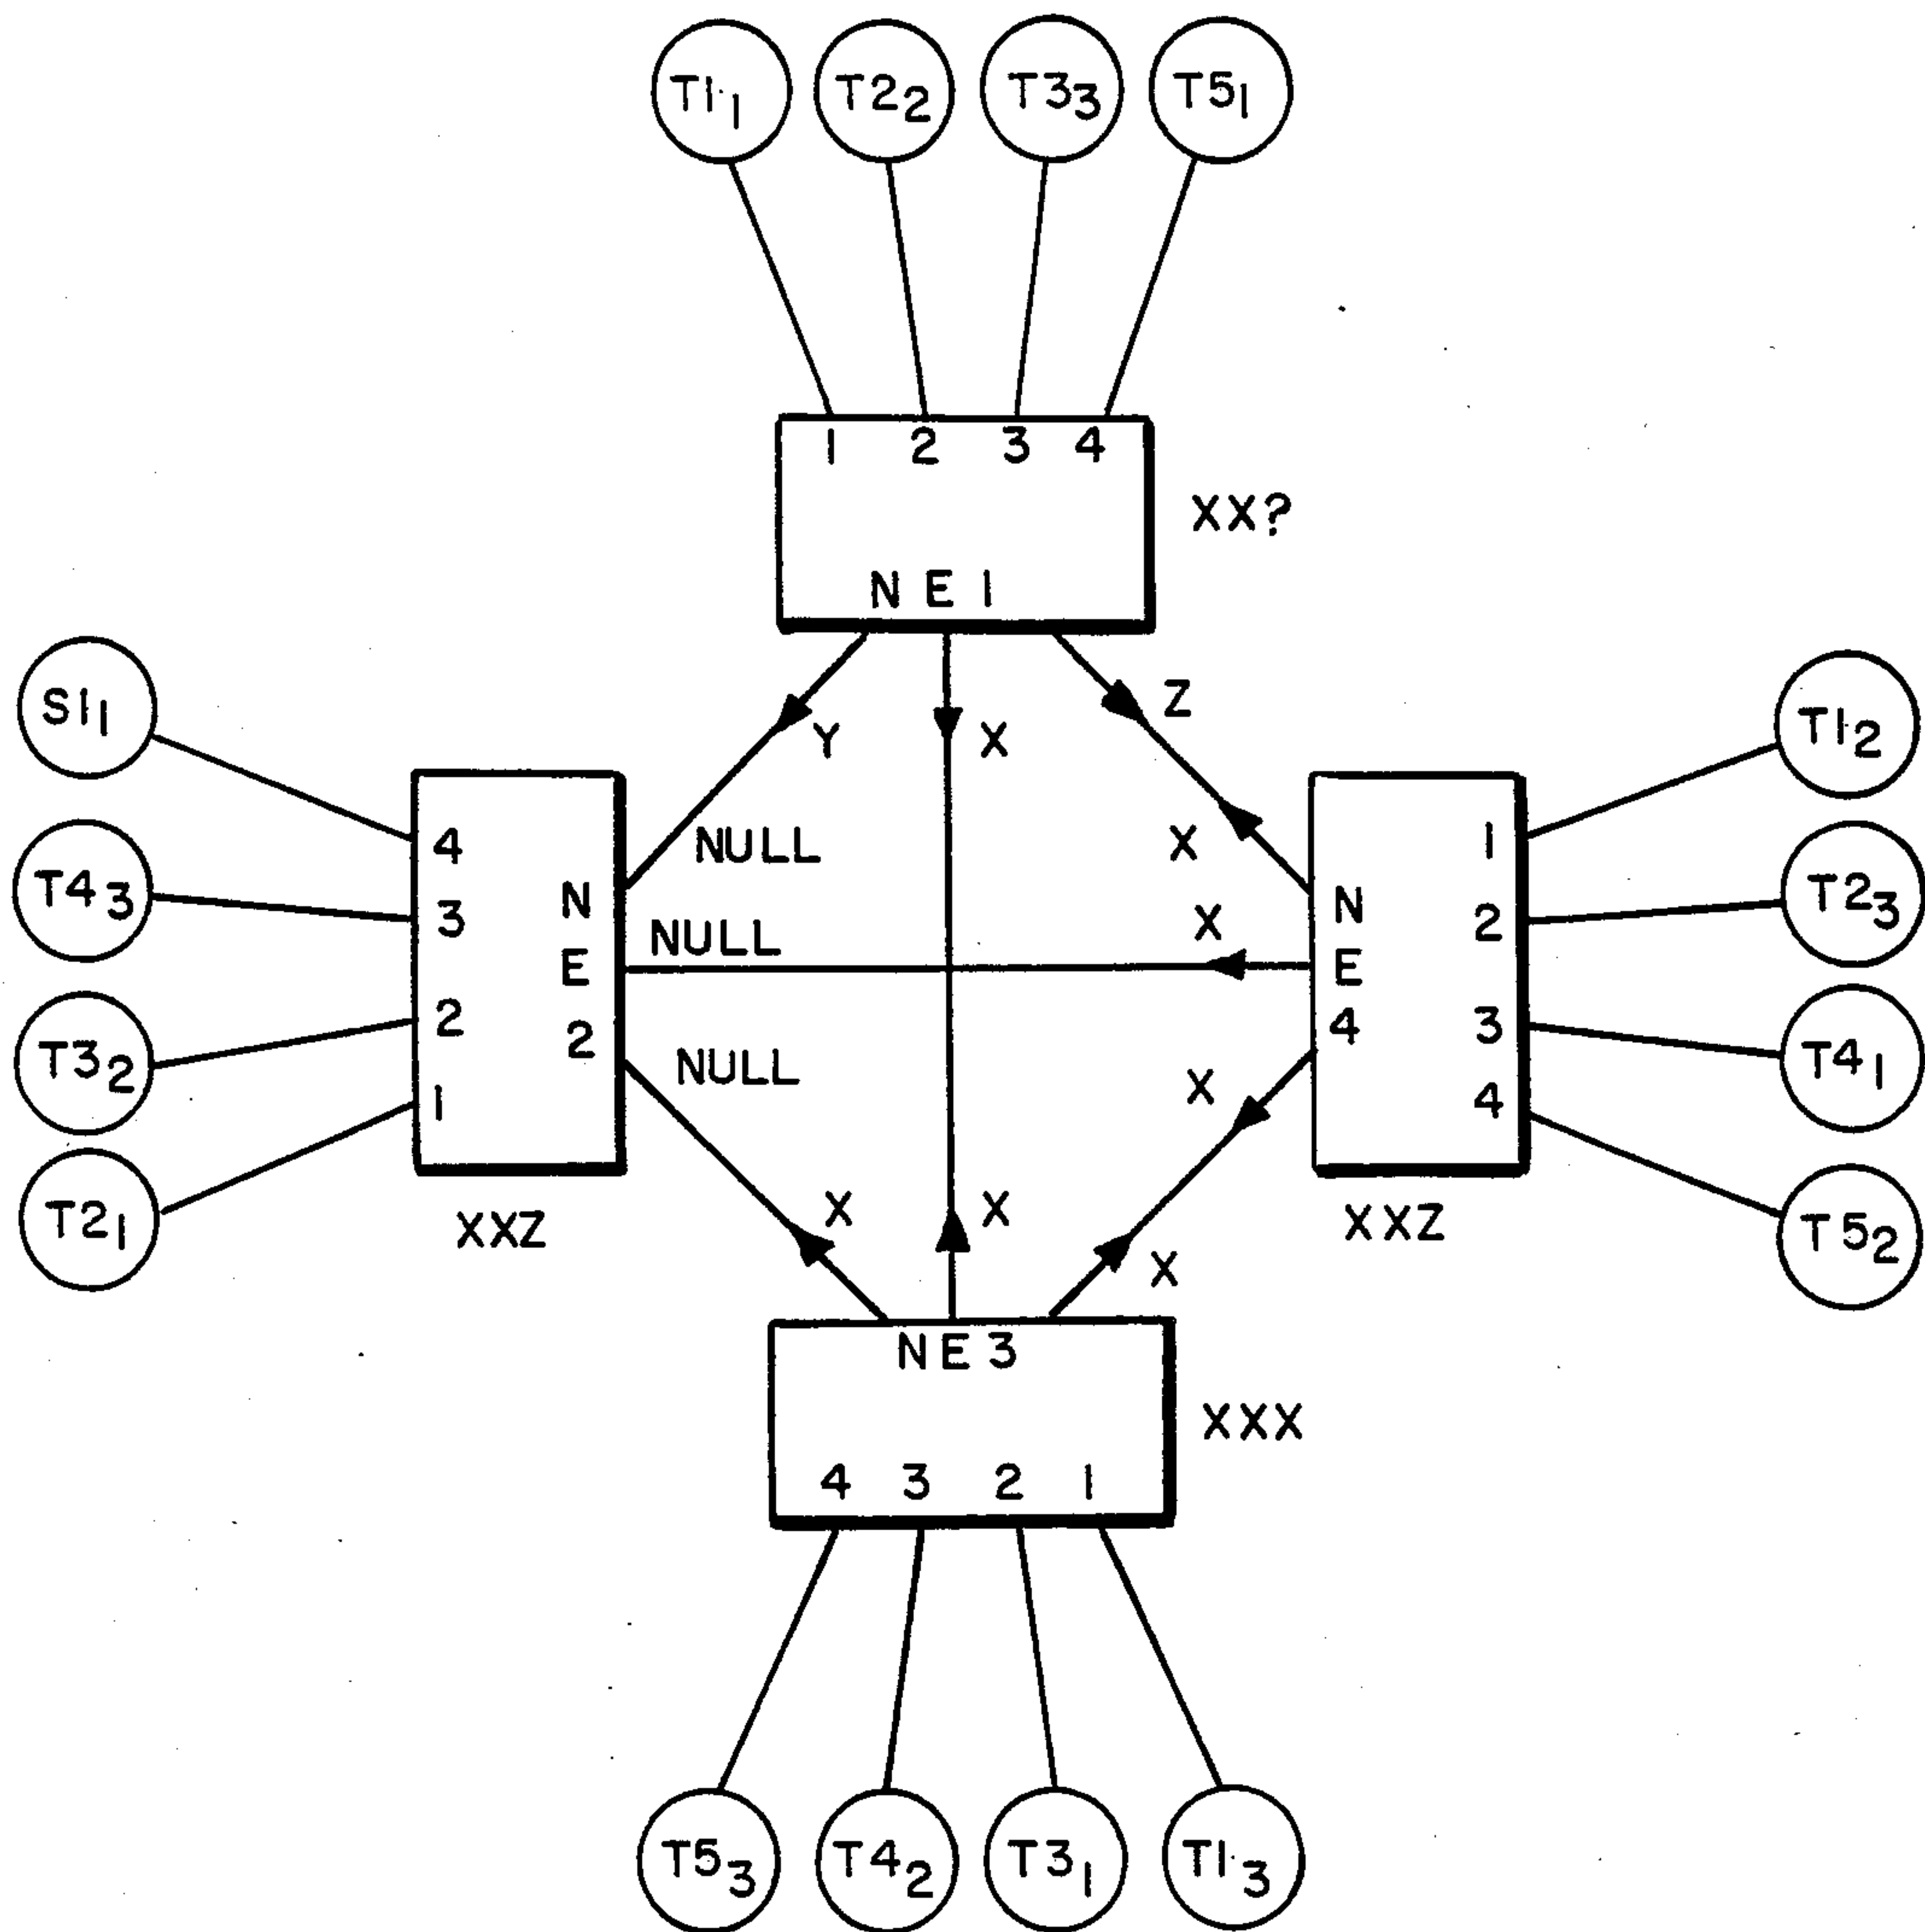 T1₁ T2₂ T3₃ T5₁
1 2 3 4
XX?
NE1
S1₁
T4₃
T3₂
T2₁
Y
X
Z
4
3
2
1
NE2
XXZ
NULL
NULL
NULL
X
X
X
NE4
1
2
3
4
XXZ
T1₂
T2₃
T4₁
T5₂
X
X
X
NE3
XXX
4 3 2 1
T5₃ T4₂ T3₁ T1₃